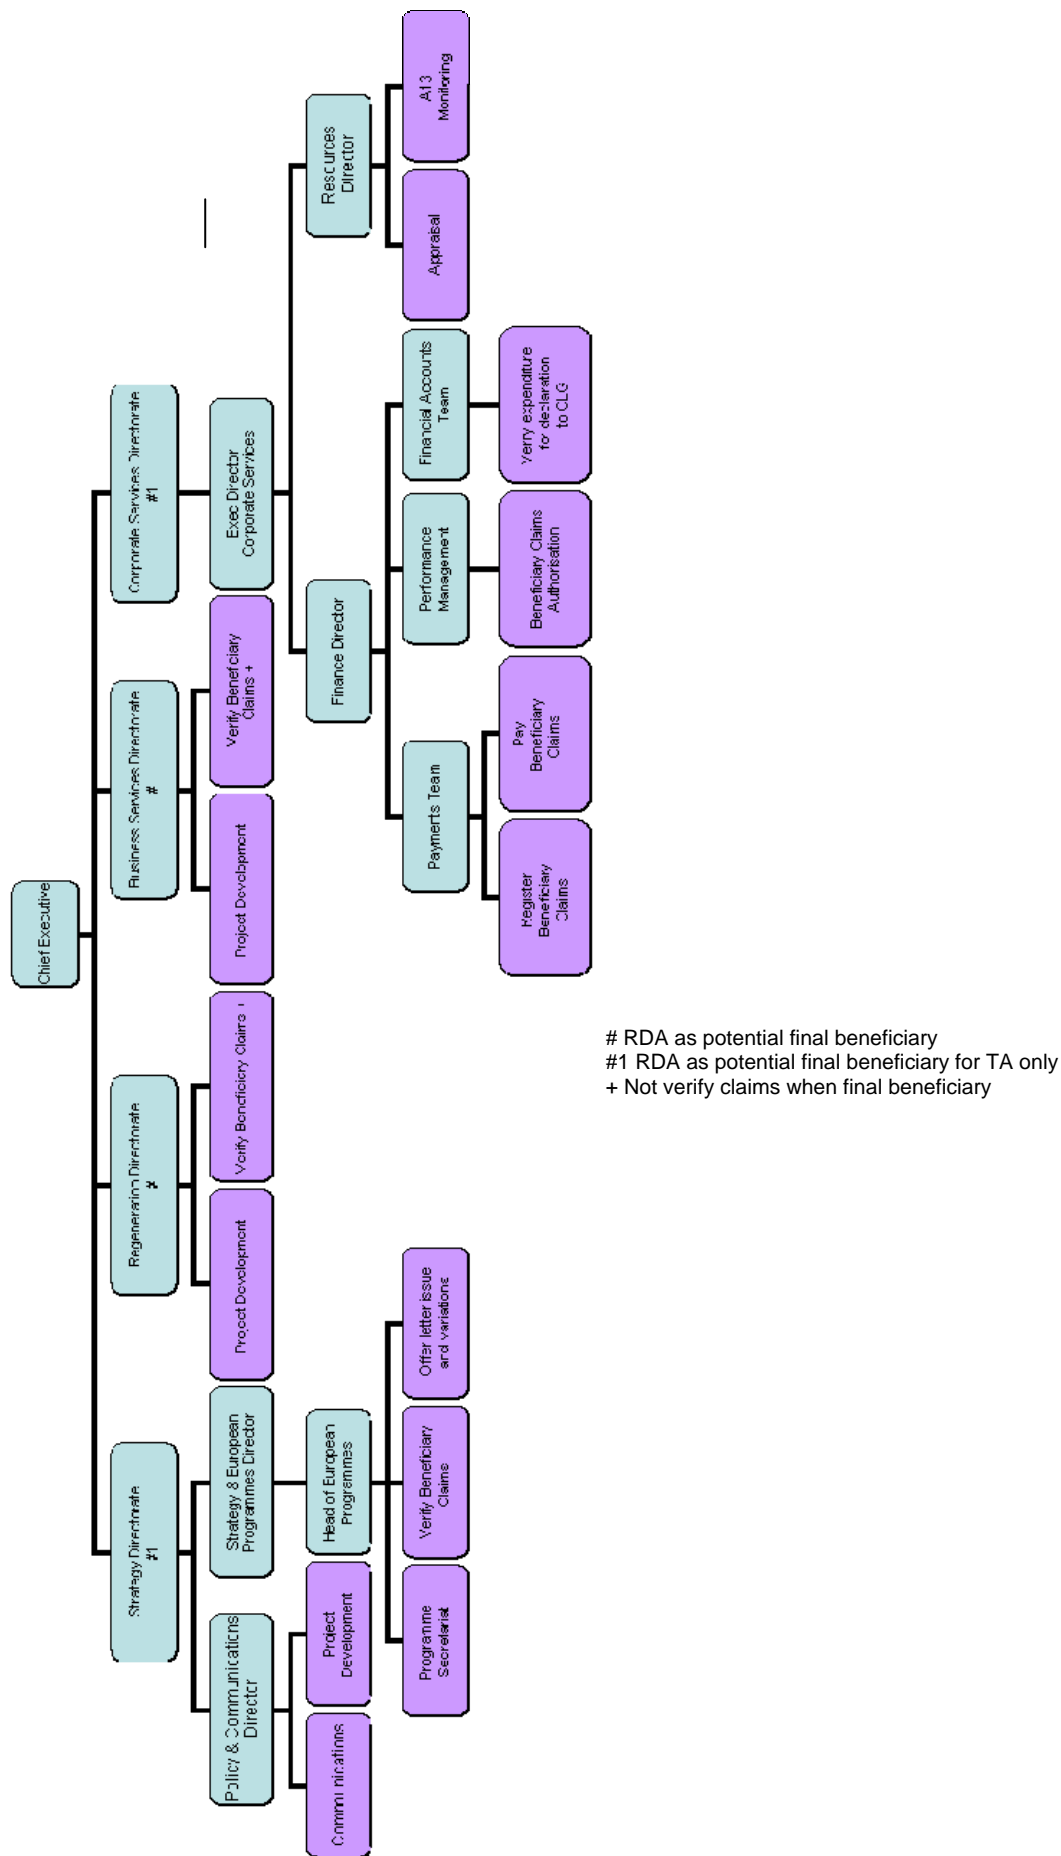 Chief Executive
Strategy Directorate
#1
Regeneration Directorate
#
Business Services Directorate
#
Corporate Services Directorate
#1
Policy & Communications
Director
Strategy & European
Programmes Director
Project Development
Verify Beneficiary Claims +
Project Development
Verify Beneficiary
Claims +
Exec Director
Corporate Services
Communications
Project
Development
Head of European
Programmes
Finance Director
Resources
Director
Programme
Secretariat
Verify Beneficiary
Claims
Offer letter issue
and variations
Payments Team
Performance
Management
Financial Accounts
Team
Appraisal
A13
Monitoring
Register
Beneficiary
Claims
Pay
Beneficiary
Claims
Beneficiary Claims
Authorisation
Verry expenditure
for declaration
to CLG
# RDA as potential final beneficiary
#1 RDA as potential final beneficiary for TA only
+ Not verify claims when final beneficiary